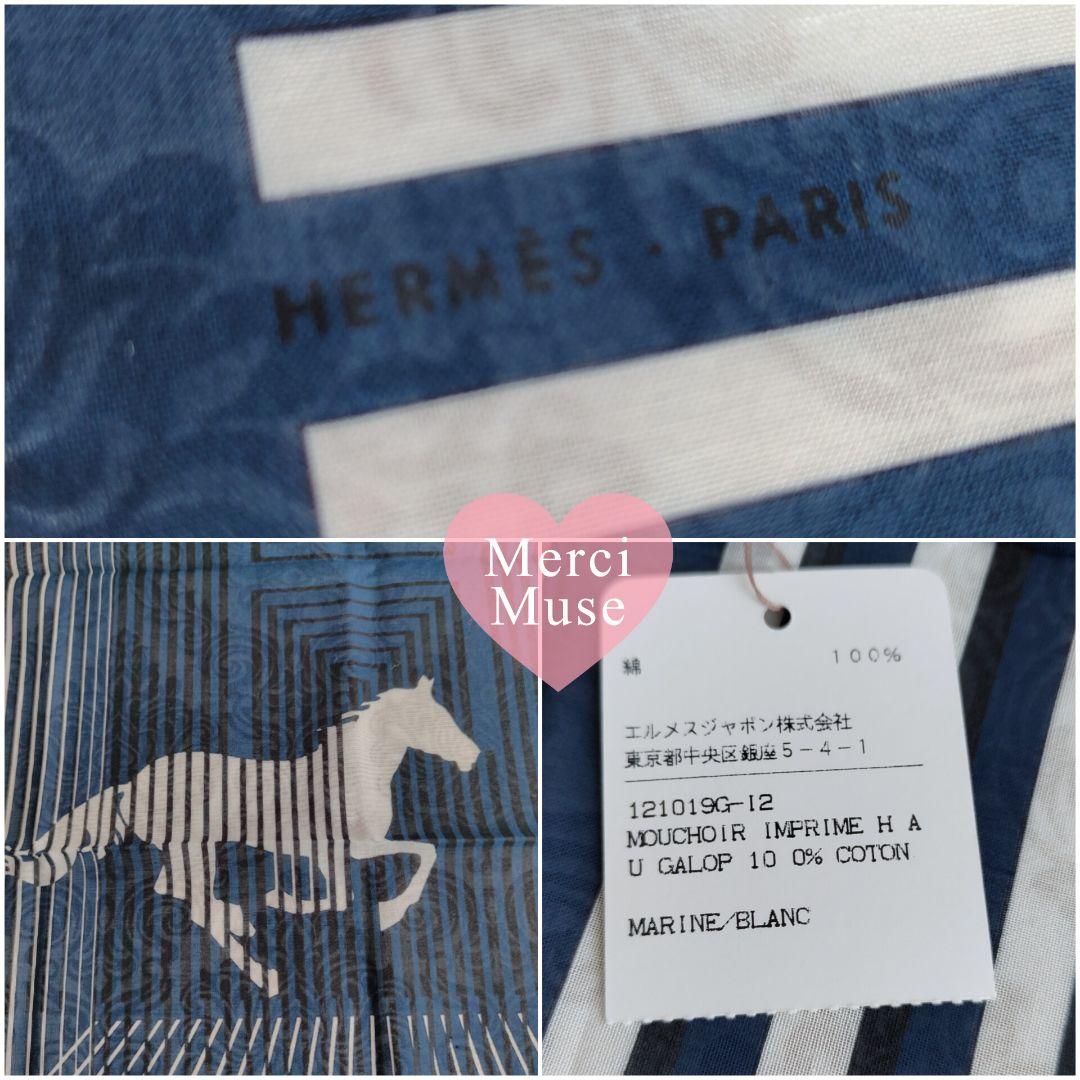 HERMÈS · PARIS
Merci
Muse
綿 100%
エルメスジャポン株式会社
東京都中央区銀座5-4-1
121019G-I2
MOUCHOIR IMPRIME H A
U GALOP 10 0% COTON
MARINE/BLANC